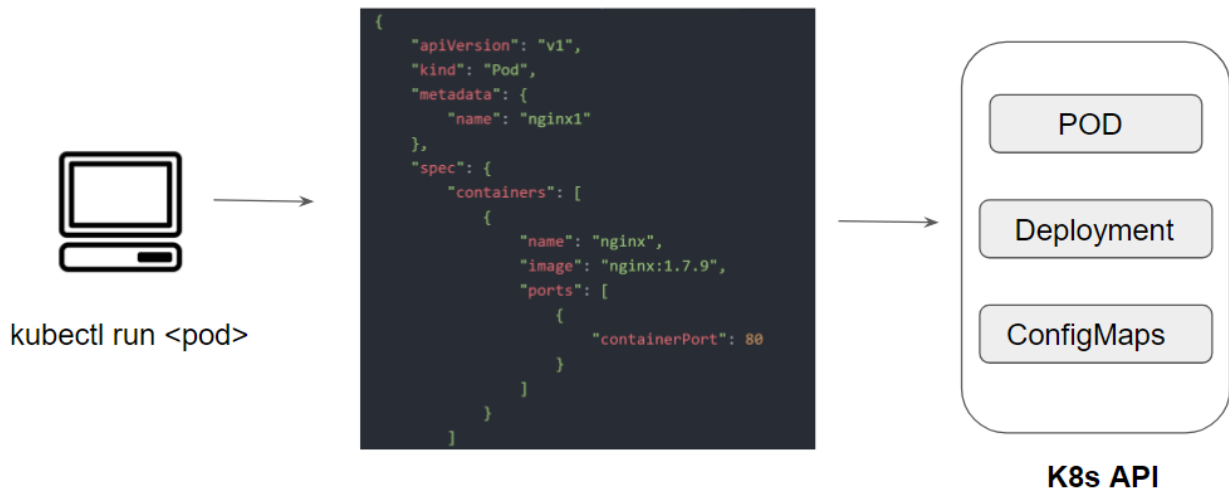 kubectl run <pod>
{
    "apiVersion": "v1",
    "kind": "Pod",
    "metadata": {
        "name": "nginx1"
    },
    "spec": {
        "containers": [
            {
                "name": "nginx",
                "image": "nginx:1.7.9",
                "ports": [
                    {
                        "containerPort": 80
                    }
                ]
            }
        ]
POD
Deployment
ConfigMaps
K8s API